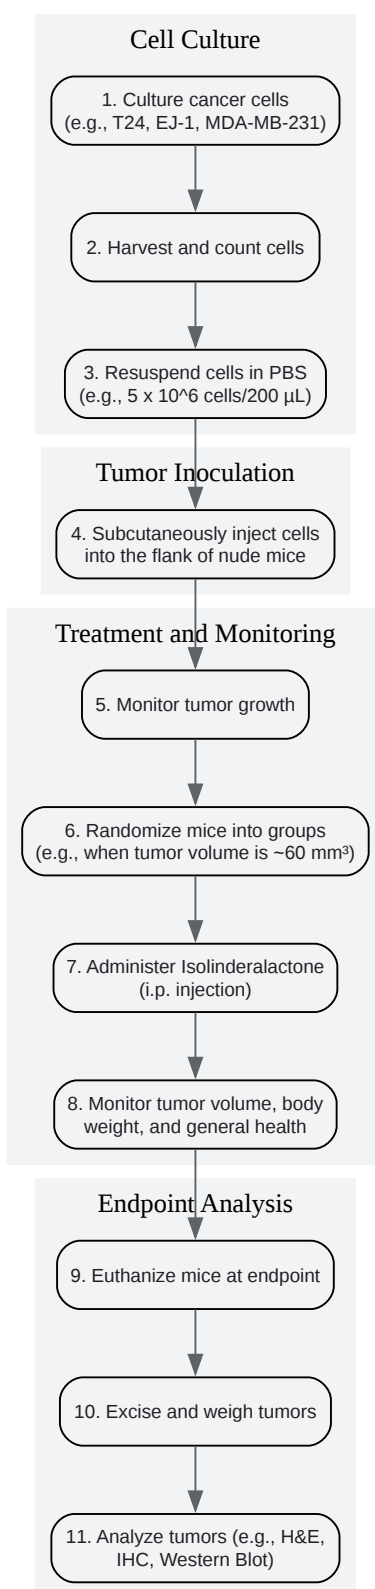 Cell Culture
1. Culture cancer cells
(e.g., T24, EJ-1, MDA-MB-231)
2. Harvest and count cells
3. Resuspend cells in PBS
(e.g., 5 x 10^6 cells/200 µL)
Tumor Inoculation
4. Subcutaneously inject cells
into the flank of nude mice
Treatment and Monitoring
5. Monitor tumor growth
6. Randomize mice into groups
(e.g., when tumor volume is ~60 mm³)
7. Administer Isolinderalactone
(i.p. injection)
8. Monitor tumor volume, body
weight, and general health
Endpoint Analysis
9. Euthanize mice at endpoint
10. Excise and weigh tumors
11. Analyze tumors (e.g., H&E,
IHC, Western Blot)